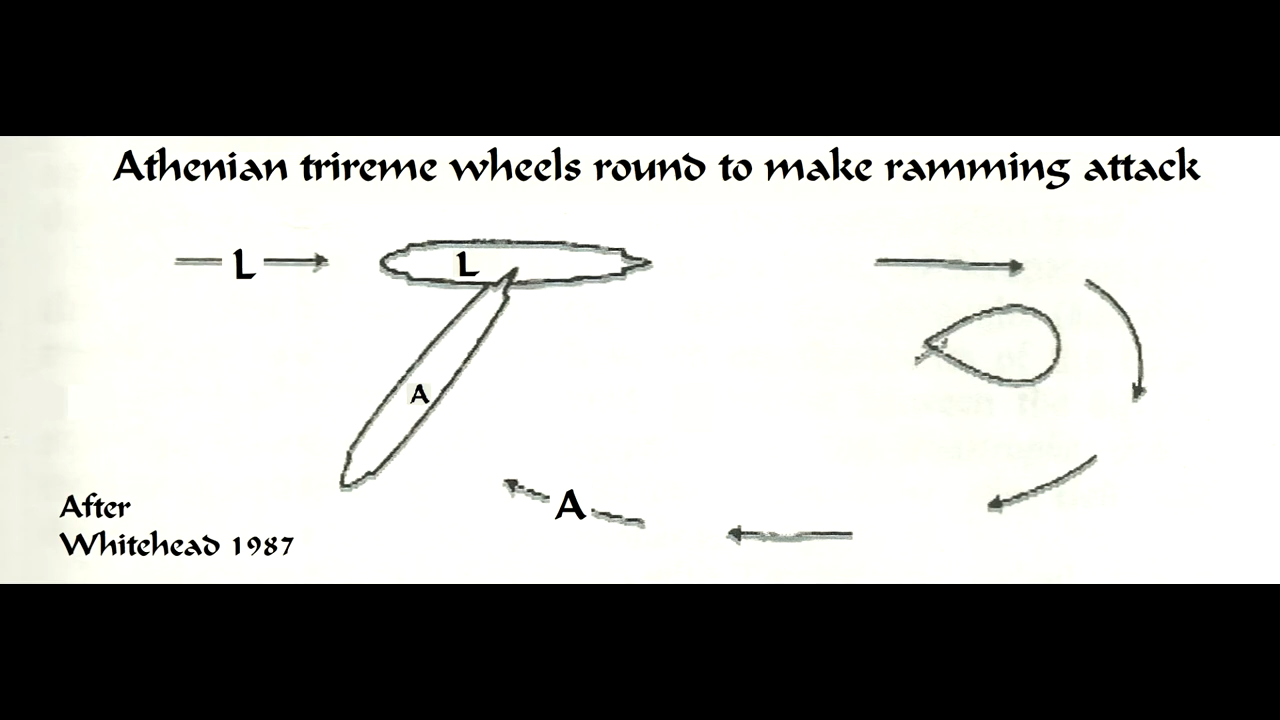 Athenian trireme wheels round to make ramming attack
L
L
A
A
After
Whitehead 1987